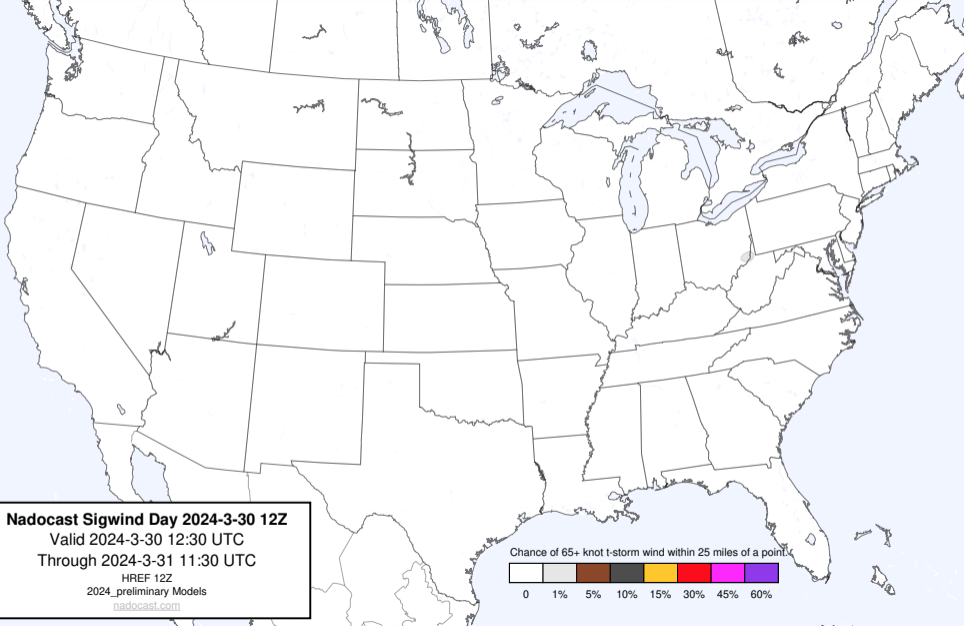 Nadocast Sigwind Day 2024-3-30 12Z
Valid 2024-3-30 12:30 UTC
Through 2024-3-31 11:30 UTC
HREF 12Z
2024_preliminary Models
nadocast.com
Chance of 65+ knot t-storm wind within 25 miles of a point.
0 1% 5% 10% 15% 30% 45% 60%